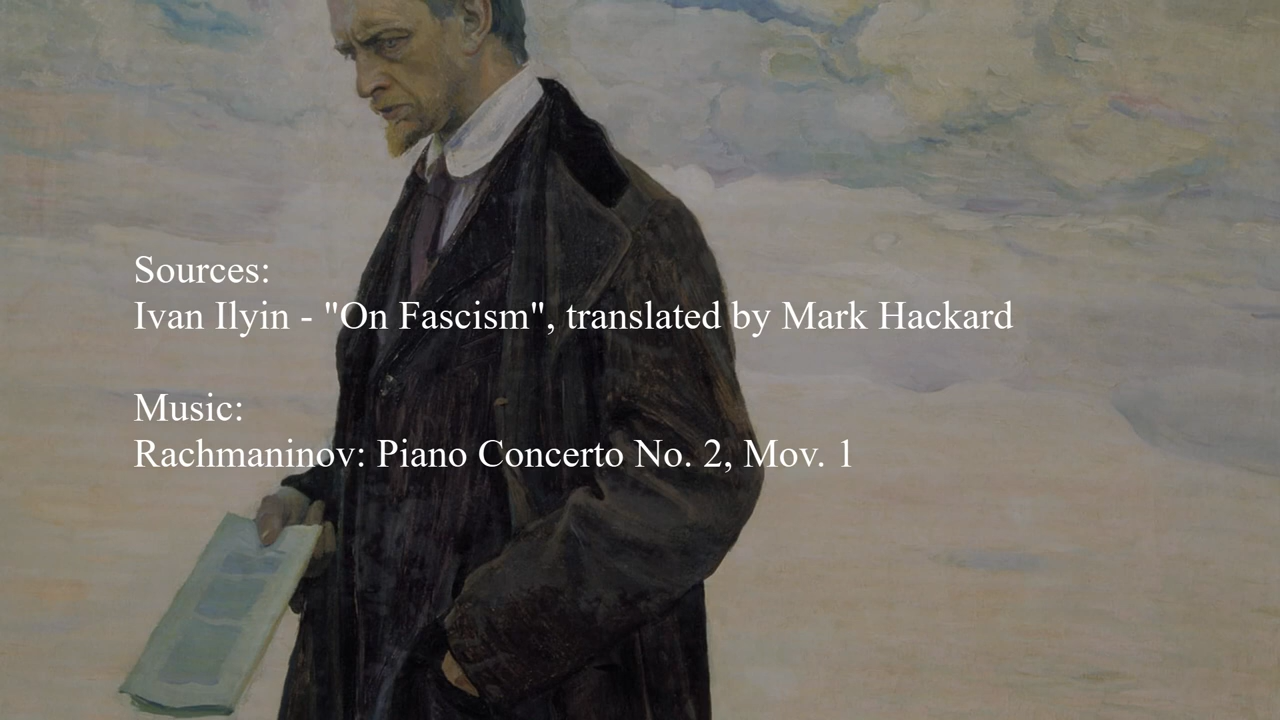 Sources:
Ivan Ilyin - "On Fascism", translated by Mark Hackard
Music:
Rachmaninov: Piano Concerto No. 2, Mov. 1